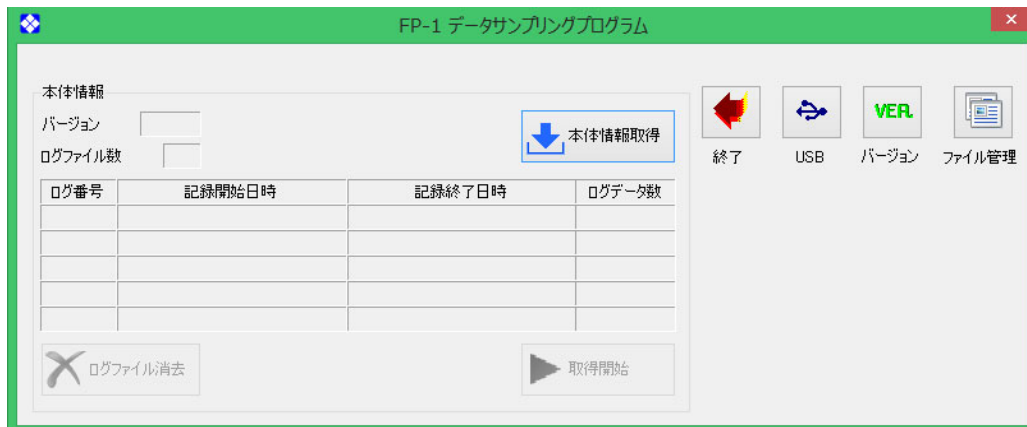 FP-1 データサンプリングプログラム
本体情報
バージョン
本体情報取得
ログファイル数
終了 USB VER. バージョン ファイル管理
ログ番号 記録開始日時 記録終了日時 ログデータ数
ログファイル消去 取得開始